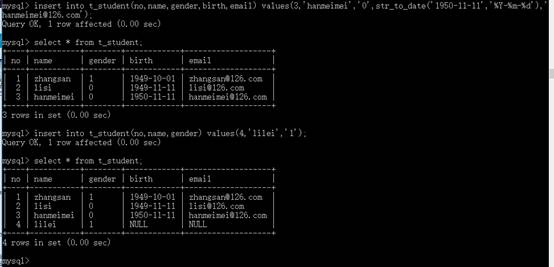 mysql> insert into t_student(no,name,gender,birth,email) values(3,'hanmeimei','0',str_to_date('1950-11-11','%Y-%m-%d'),'
hanmeimei@126.com');
Query OK, 1 row affected (0.00 sec)
mysql> select * from t_student;
+----+-----------+--------+------------+-------------------+
| no | name | gender | birth | email |
+----+-----------+--------+------------+-------------------+
| 1 | zhangsan | 1 | 1949-10-01 | zhangsan@126.com |
| 2 | lisi | 0 | 1949-11-11 | lisi@126.com |
| 3 | hanmeimei | 0 | 1950-11-11 | hanmeimei@126.com |
+----+-----------+--------+------------+-------------------+
3 rows in set (0.00 sec)
mysql> insert into t_student(no,name,gender) values(4,'lilei','1');
Query OK, 1 row affected (0.00 sec)
mysql> select * from t_student;
+----+-----------+--------+------------+-------------------+
| no | name | gender | birth | email |
+----+-----------+--------+------------+-------------------+
| 1 | zhangsan | 1 | 1949-10-01 | zhangsan@126.com |
| 2 | lisi | 0 | 1949-11-11 | lisi@126.com |
| 3 | hanmeimei | 0 | 1950-11-11 | hanmeimei@126.com |
| 4 | lilei | 1 | NULL | NULL |
+----+-----------+--------+------------+-------------------+
4 rows in set (0.00 sec)
mysql>